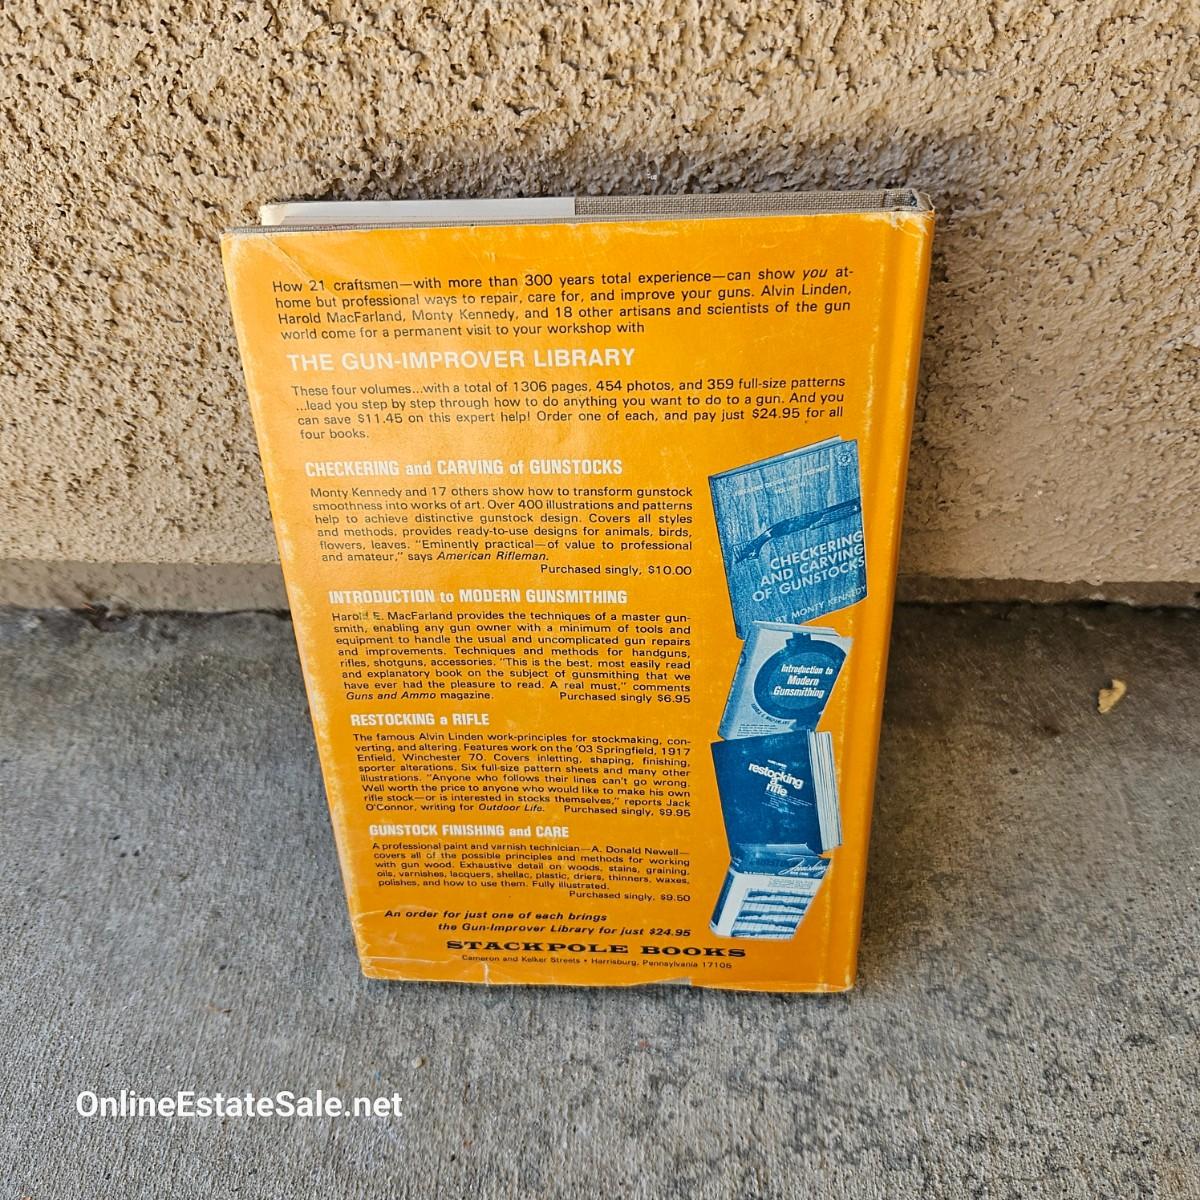 How 21 craftsmen—with more than 300 years total experience—can show you at-
home but professional ways to repair, care for, and improve your guns. Alvin Linden,
Harold MacFarland, Monty Kennedy, and 18 other artisans and scientists of the gun
world come for a permanent visit to your workshop with
THE GUN-IMPROVER LIBRARY
These four volumes...with a total of 1306 pages, 454 photos, and 359 full-size patterns
...lead you step by step through how to do anything you want to do to a gun. And you
can save $11.45 on this expert help! Order one of each, and pay just $24.95 for all
four books.
CHECKERING and CARVING of GUNSTOCKS
Monty Kennedy and 17 others show how to transform gunstock
smoothness into works of art. Over 400 illustrations and patterns
help to achieve distinctive gunstock design. Covers all styles
and methods, provides ready-to-use designs for animals, birds,
flowers, leaves. "Eminently practical—of value to professional
and amateur," says American Rifleman.
Purchased singly, $10.00
CHECKERING
AND CARVING
OF GUNSTOCKS
BY MONTY KENNEDY
INTRODUCTION to MODERN GUNSMITHING
Harold E. MacFarland provides the techniques of a master gun-
smith, enabling any gun owner with a minimum of tools and
equipment to handle the usual and uncomplicated gun repairs
and improvements. Techniques and methods for handguns,
rifles, shotguns, accessories. "This is the best, most easily read
and explanatory book on the subject of gunsmithing that we
have ever had the pleasure to read. A real must," comments
Guns and Ammo magazine. Purchased singly $6.95
Introduction to
Modern
Gunsmithing
RESTOCKING a RIFLE
The famous Alvin Linden work-principles for stockmaking, con-
verting, and altering. Features work on the '03 Springfield, 1917
Enfield, Winchester 70. Covers inletting, shaping, finishing,
sporter alterations. Six full-size pattern sheets and many other
illustrations. "Anyone who follows their lines can't go wrong.
Well worth the price to anyone who would like to make his own
rifle stock—or is interested in stocks themselves," reports Jack
O'Connor, writing for Outdoor Life. Purchased singly, $9.95
restocking
a
rifle
GUNSTOCK FINISHING and CARE
A professional paint and varnish technician—A. Donald Newell—
covers all of the possible principles and methods for working
with gun wood. Exhaustive detail on woods, stains, graining,
oils, varnishes, lacquers, shellac, plastic, driers, thinners, waxes,
polishes, and how to use them. Fully illustrated.
Purchased singly, $9.50
An order for just one of each brings
the Gun-Improver Library for just $24.95
STACKPOLE BOOKS
Cameron and Kelker Streets • Harrisburg, Pennsylvania 17105
OnlineEstateSale.net